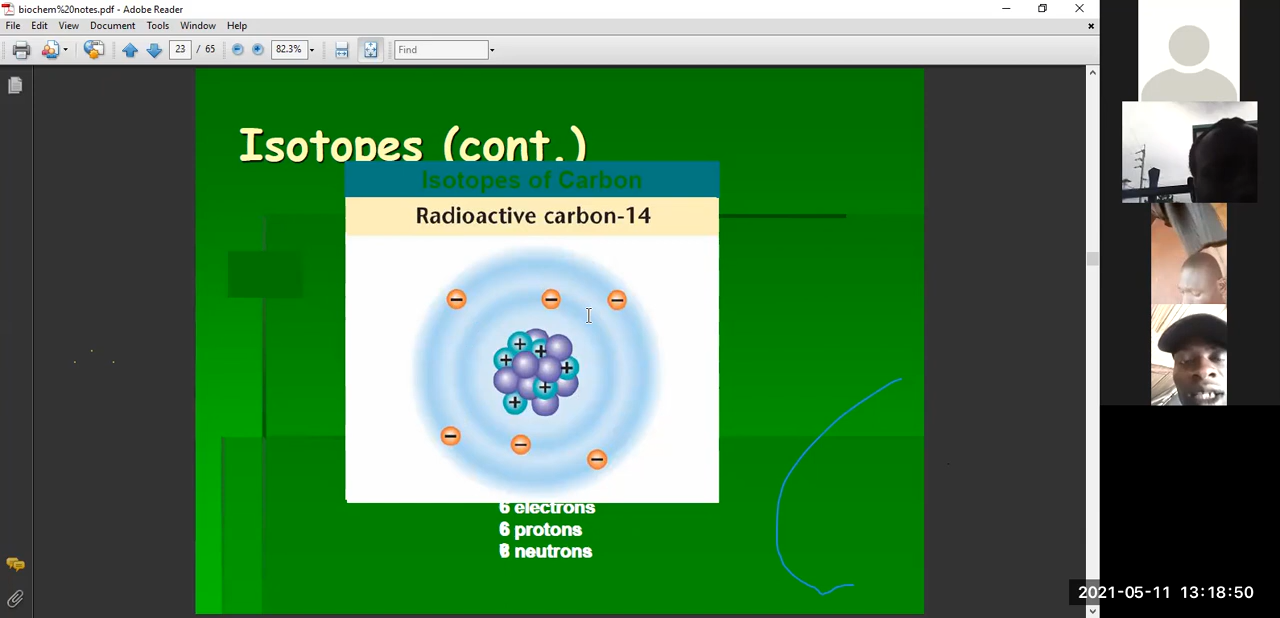 biochem%20notes.pdf - Adobe Reader
File Edit View Document Tools Window Help
23 / 65 82.3% Find
Isotopes (cont.)
Isotopes of Carbon
Radioactive carbon-14
6 electrons
6 protons
8 neutrons
2021-05-11 13:18:50